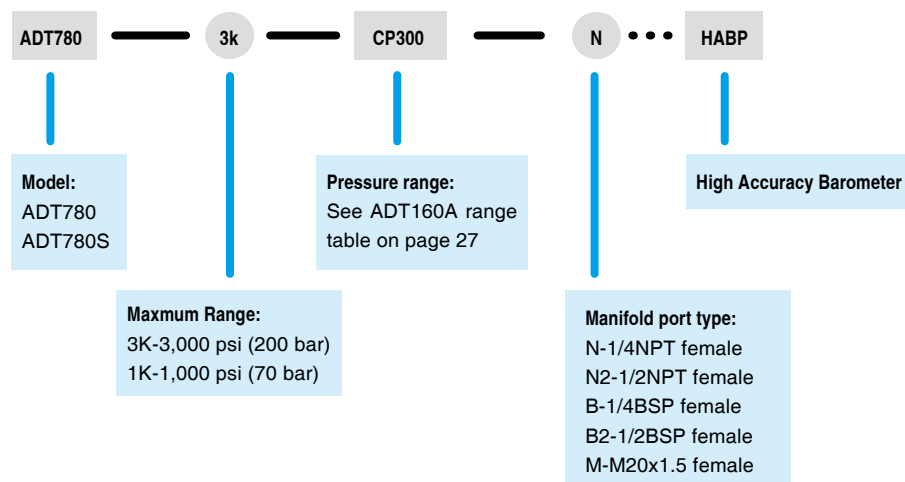 ADT780 3k CP300 N HABP
Model:
ADT780
ADT780S
Pressure range:
See ADT160A range
table on page 27
High Accuracy Barometer
Maxmum Range:
3K-3,000 psi (200 bar)
1K-1,000 psi (70 bar)
Manifold port type:
N-1/4NPT female
N2-1/2NPT female
B-1/4BSP female
B2-1/2BSP female
M-M20x1.5 female